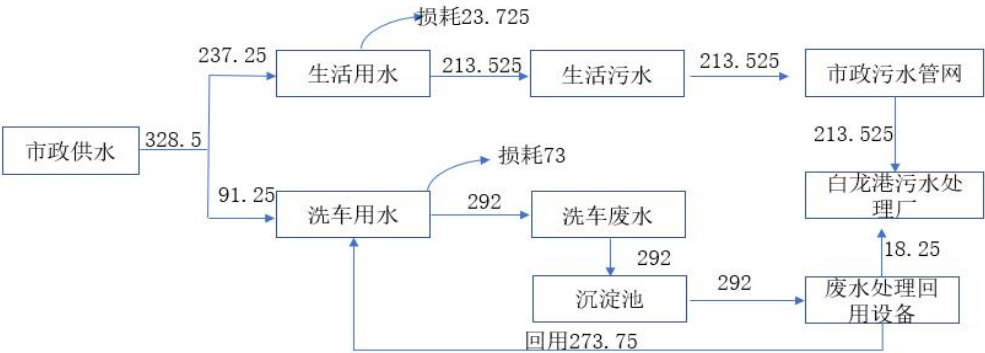 损耗23.725
237.25
生活用水
213.525
生活污水
213.525
市政污水管网
市政供水
328.5
213.525
损耗73
91.25
洗车用水
292
洗车废水
白龙港污水处
理厂
292
18.25
沉淀池
292
废水处理回
用设备
回用273.75